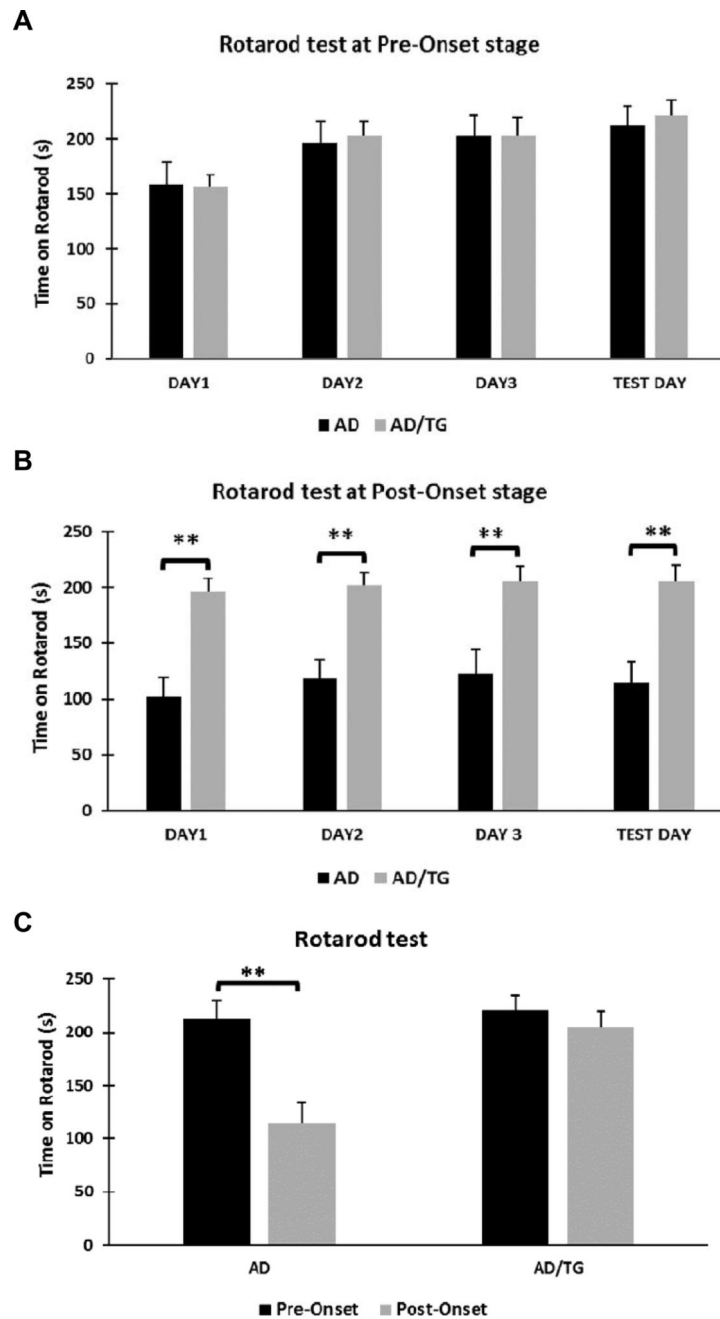 A
Rotarod test at Pre-Onset stage
Time on Rotarod (s)
250
200
150
100
50
0
DAY1 DAY2 DAY3 TEST DAY
AD AD/TG
B
Rotarod test at Post-Onset stage
Time on Rotarod (s)
250
200
150
100
50
0
** ** ** **
DAY1 DAY2 DAY 3 TEST DAY
AD AD/TG
C
Rotarod test
Time on Rotarod (s)
250
200
150
100
50
0
**
AD AD/TG
Pre-Onset Post-Onset